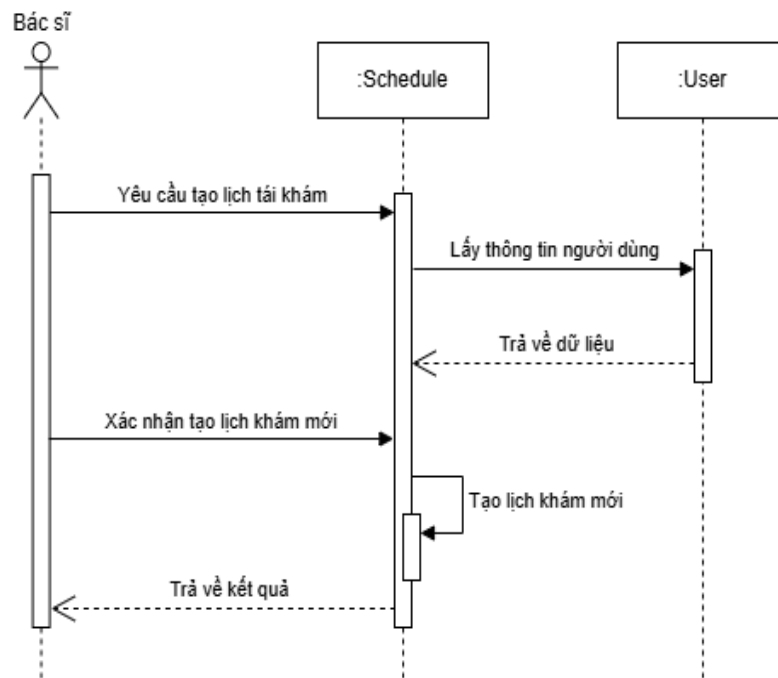 Bác sĩ
:Schedule
:User
Yêu cầu tạo lịch tái khám
Lấy thông tin người dùng
Trả về dữ liệu
Xác nhận tạo lịch khám mới
Tạo lịch khám mới
Trả về kết quả